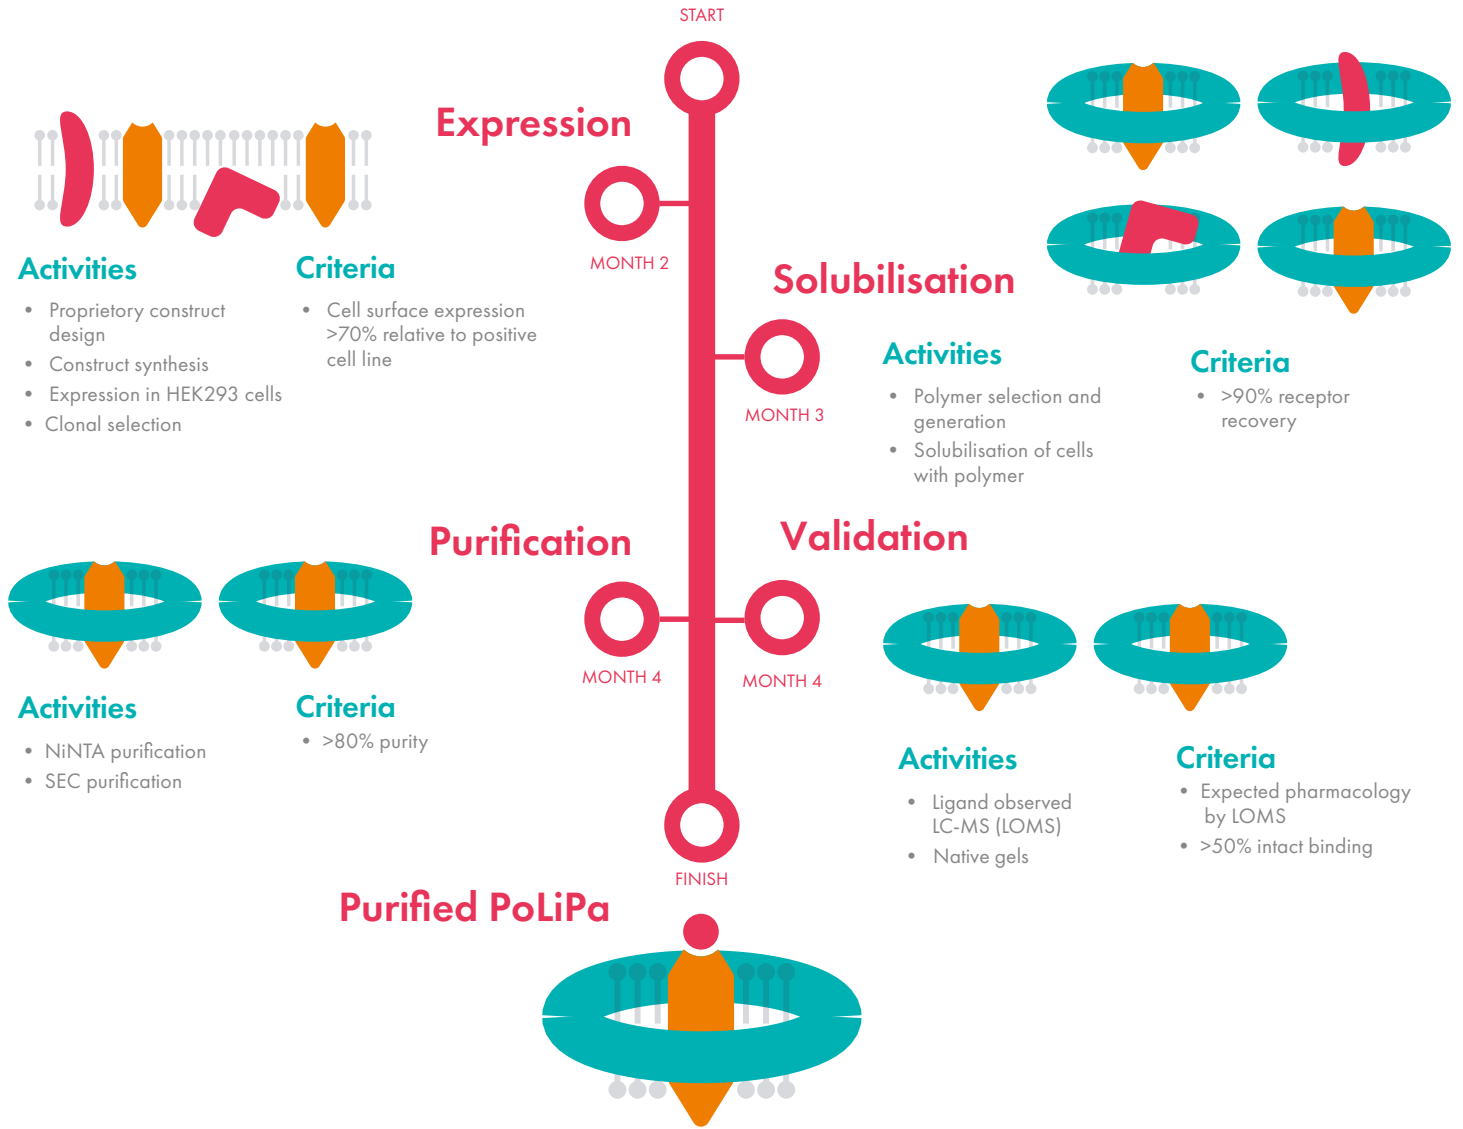 START
Expression
MONTH 2
Activities
• Proprietory construct
design
• Construct synthesis
• Expression in HEK293 cells
• Clonal selection
Criteria
• Cell surface expression
>70% relative to positive
cell line
Solubilisation
MONTH 3
Activities
• Polymer selection and
generation
• Solubilisation of cells
with polymer
Criteria
• >90% receptor
recovery
Purification
MONTH 4
Activities
• NiNTA purification
• SEC purification
Criteria
• >80% purity
Validation
MONTH 4
Activities
• Ligand observed
LC-MS (LOMS)
• Native gels
Criteria
• Expected pharmacology
by LOMS
• >50% intact binding
FINISH
Purified PoLiPa